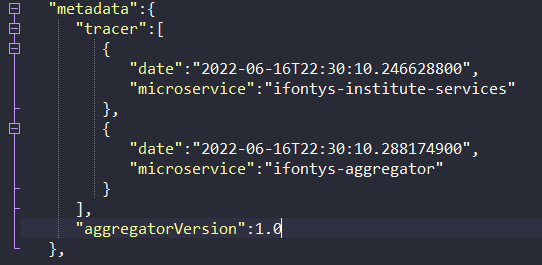 "metadata":{
"tracer":[
{
"date":"2022-06-16T22:30:10.246628800",
"microservice":"ifontys-institute-services"
},
{
"date":"2022-06-16T22:30:10.288174900",
"microservice":"ifontys-aggregator"
}
],
"aggregatorVersion":1.0
},